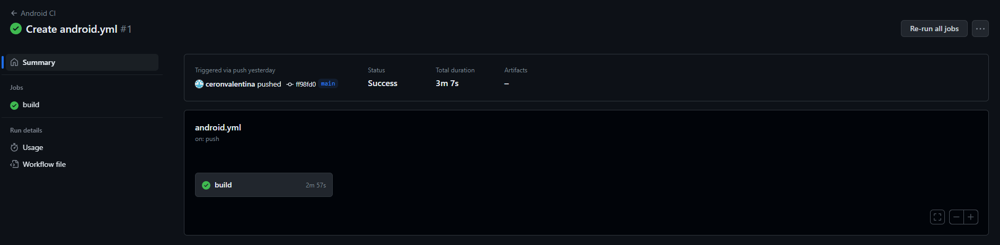 Android CI
Create android.yml #1
Re-run all jobs
Summary
Jobs
build
Run details
Usage
Workflow file
Triggered via push yesterday
ceronvalentina pushed ff98fd0 main
Status
Success
Total duration
3m 7s
Artifacts
–
android.yml
on: push
build 2m 57s